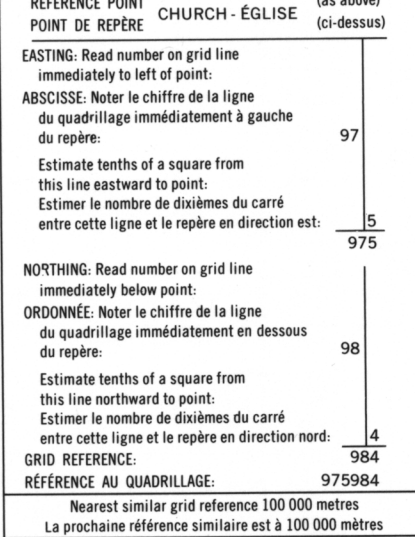 REFERENCE POINT CHURCH - ÉGLISE (as above)
POINT DE REPÈRE (ci-dessus)
EASTING: Read number on grid line
immediately to left of point:
ABSCISSE: Noter le chiffre de la ligne
du quadrillage immédiatement à gauche
du repère: 97
Estimate tenths of a square from
this line eastward to point:
Estimer le nombre de dixièmes du carré
entre cette ligne et le repère en direction est: 5
975
NORTHING: Read number on grid line
immediately below point:
ORDONNÉE: Noter le chiffre de la ligne
du quadrillage immédiatement en dessous
du repère: 98
Estimate tenths of a square from
this line northward to point:
Estimer le nombre de dixièmes du carré
entre cette ligne et le repère en direction nord: 4
GRID REFERENCE: 984
RÉFÉRENCE AU QUADRILLAGE: 975984
Nearest similar grid reference 100 000 metres
La prochaine référence similaire est à 100 000 mètres